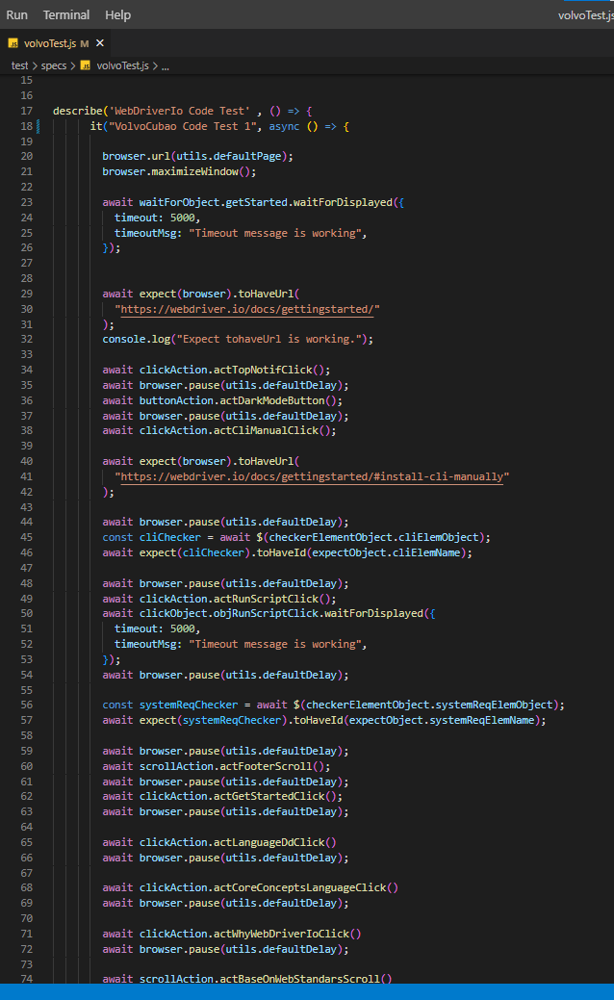 Run Terminal Help volvoTest.js
JS volvoTest.js M ×
test > specs > JS volvoTest.js > ...
15
16
17 describe('WebDriverIo Code Test' , () => {
18 it("VolvoCubao Code Test 1", async () => {
19
20 browser.url(utils.defaultPage);
21 browser.maximizeWindow();
22
23 await waitForObject.getStarted.waitForDisplayed({
24 timeout: 5000,
25 timeoutMsg: "Timeout message is working",
26 });
27
28
29 await expect(browser).toHaveUrl(
30 "https://webdriver.io/docs/gettingstarted/"
31 );
32 console.log("Expect tohaveUrl is working.");
33
34 await clickAction.actTopNotifClick();
35 await browser.pause(utils.defaultDelay);
36 await buttonAction.actDarkModeButton();
37 await browser.pause(utils.defaultDelay);
38 await clickAction.actCliManualClick();
39
40 await expect(browser).toHaveUrl(
41 "https://webdriver.io/docs/gettingstarted/#install-cli-manually"
42 );
43
44 await browser.pause(utils.defaultDelay);
45 const cliChecker = await $(checkerElementObject.cliElemObject);
46 await expect(cliChecker).toHaveId(expectObject.cliElemName);
47
48 await browser.pause(utils.defaultDelay);
49 await clickAction.actRunScriptClick();
50 await clickObject.objRunScriptClick.waitForDisplayed({
51 timeout: 5000,
52 timeoutMsg: "Timeout message is working",
53 });
54 await browser.pause(utils.defaultDelay);
55
56 const systemReqChecker = await $(checkerElementObject.systemReqElemObject);
57 await expect(systemReqChecker).toHaveId(expectObject.systemReqElemName);
58
59 await browser.pause(utils.defaultDelay);
60 await scrollAction.actFooterScroll();
61 await browser.pause(utils.defaultDelay);
62 await clickAction.actGetStartedClick();
63 await browser.pause(utils.defaultDelay);
64
65 await clickAction.actLanguageDdClick()
66 await browser.pause(utils.defaultDelay);
67
68 await clickAction.actCoreConceptsLanguageClick()
69 await browser.pause(utils.defaultDelay);
70
71 await clickAction.actWhyWebDriverIoClick()
72 await browser.pause(utils.defaultDelay);
73
74 await scrollAction.actBaseOnWebStandarsScroll()